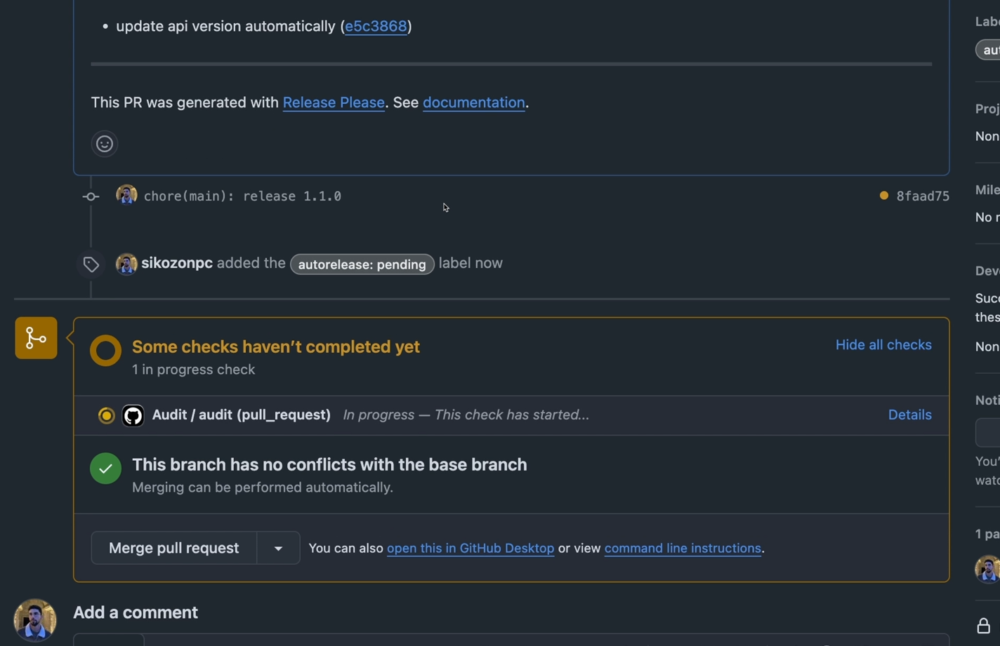 • update api version automatically (e5c3868)
This PR was generated with Release Please. See documentation.
chore(main): release 1.1.0
8faad75
sikozonpc added the autorelease: pending label now
Some checks haven't completed yet
Hide all checks
1 in progress check
Audit / audit (pull_request) In progress — This check has started...
Details
This branch has no conflicts with the base branch
Merging can be performed automatically.
Merge pull request
You can also open this in GitHub Desktop or view command line instructions.
Add a comment
Labe
aut
Proj
Non
Mile
No r
Deve
Succ
thes
Non
Noti
You'
watc
1 pa